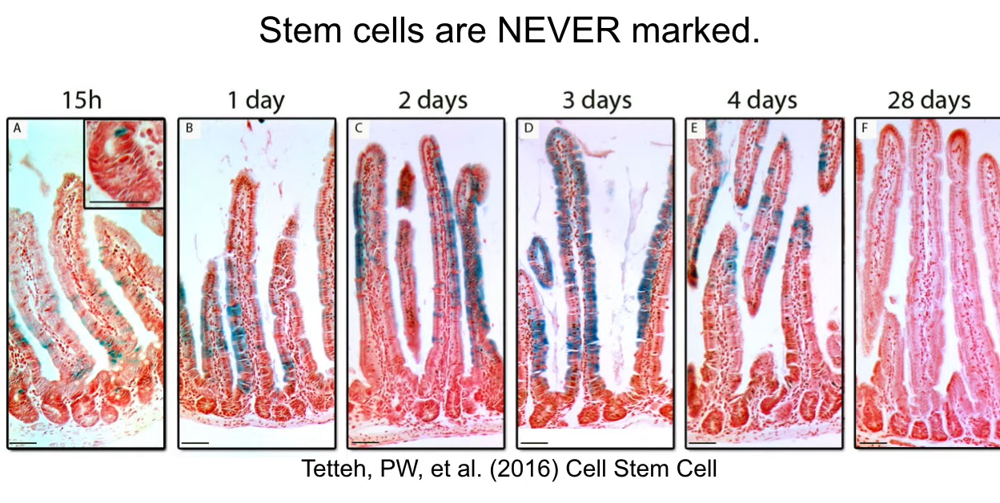 Stem cells are NEVER marked.
15h 1 day 2 days 3 days 4 days 28 days
A B C D E F
Tetteh, PW, et al. (2016) Cell Stem Cell